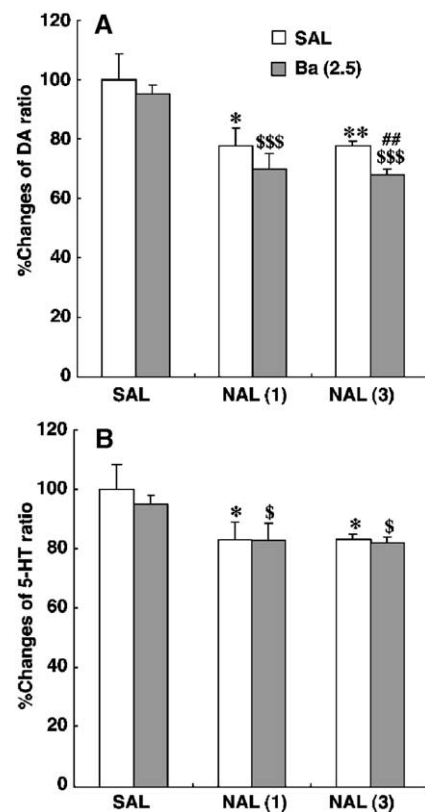 A
SAL
Ba (2.5)
120
100
80
60
40
20
0
%Changes of DA ratio
*
$$$
**
##
$$$
SAL
NAL (1)
NAL (3)
B
120
100
80
60
40
20
0
%Changes of 5-HT ratio
*
$
*
$
SAL
NAL (1)
NAL (3)